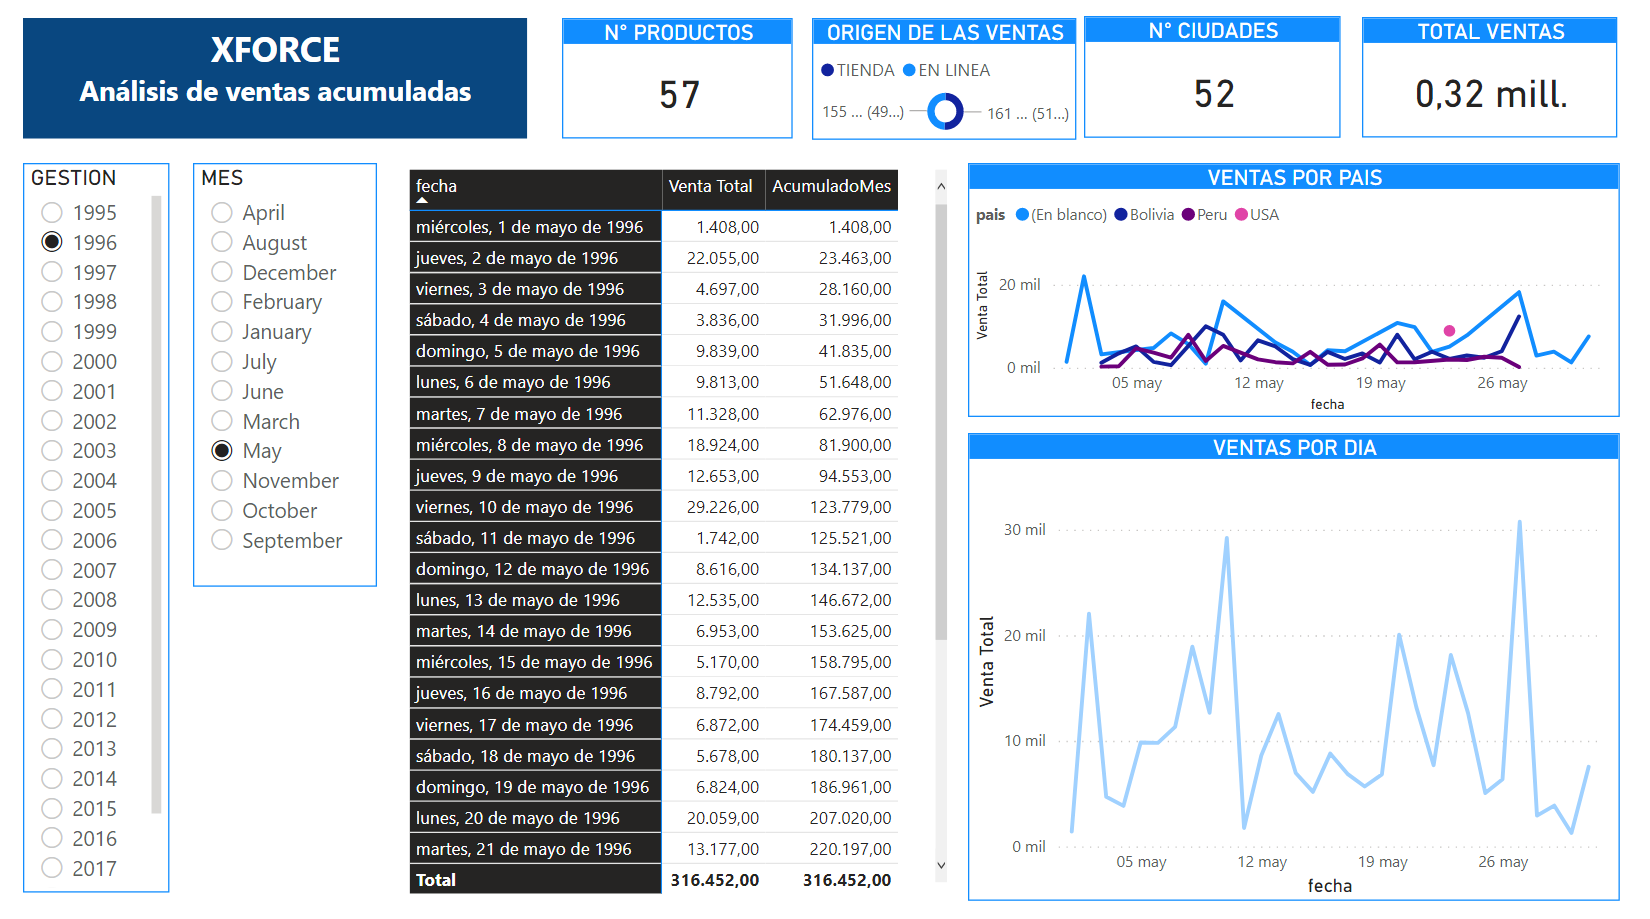 XFORCE
Análisis de ventas acumuladas
N° PRODUCTOS
57
ORIGEN DE LAS VENTAS
TIENDA EN LINEA
155 ... (49...)
161 ... (51...)
N° CIUDADES
52
TOTAL VENTAS
0,32 mill.
GESTION
1995
1996
1997
1998
1999
2000
2001
2002
2003
2004
2005
2006
2007
2008
2009
2010
2011
2012
2013
2014
2015
2016
2017
MES
April
August
December
February
January
July
June
March
May
November
October
September
fecha Venta Total AcumuladoMes
miércoles, 1 de mayo de 1996 1.408,00 1.408,00
jueves, 2 de mayo de 1996 22.055,00 23.463,00
viernes, 3 de mayo de 1996 4.697,00 28.160,00
sábado, 4 de mayo de 1996 3.836,00 31.996,00
domingo, 5 de mayo de 1996 9.839,00 41.835,00
lunes, 6 de mayo de 1996 9.813,00 51.648,00
martes, 7 de mayo de 1996 11.328,00 62.976,00
miércoles, 8 de mayo de 1996 18.924,00 81.900,00
jueves, 9 de mayo de 1996 12.653,00 94.553,00
viernes, 10 de mayo de 1996 29.226,00 123.779,00
sábado, 11 de mayo de 1996 1.742,00 125.521,00
domingo, 12 de mayo de 1996 8.616,00 134.137,00
lunes, 13 de mayo de 1996 12.535,00 146.672,00
martes, 14 de mayo de 1996 6.953,00 153.625,00
miércoles, 15 de mayo de 1996 5.170,00 158.795,00
jueves, 16 de mayo de 1996 8.792,00 167.587,00
viernes, 17 de mayo de 1996 6.872,00 174.459,00
sábado, 18 de mayo de 1996 5.678,00 180.137,00
domingo, 19 de mayo de 1996 6.824,00 186.961,00
lunes, 20 de mayo de 1996 20.059,00 207.020,00
martes, 21 de mayo de 1996 13.177,00 220.197,00
Total 316.452,00 316.452,00
VENTAS POR PAIS
pais (En blanco) Bolivia Peru USA
Venta Total
20 mil
0 mil
05 may 12 may 19 may 26 may
fecha
VENTAS POR DIA
Venta Total
30 mil
20 mil
10 mil
0 mil
05 may 12 may 19 may 26 may
fecha